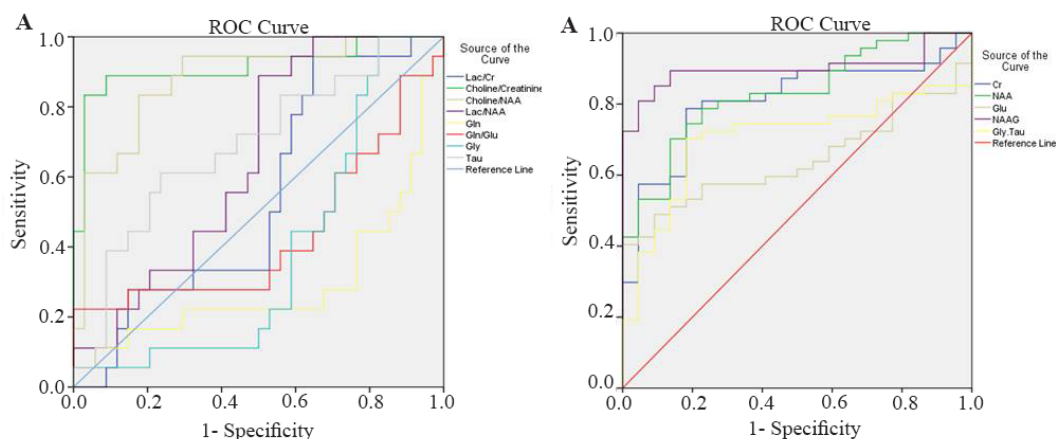 A
ROC Curve
Source of the
Curve
Lac/Cr
Choline/Creatinine
Choline/NAA
Lac/NAA
Gln
Gln/Glu
Gly
Tau
Reference Line
Sensitivity
1.0
0.8
0.6
0.4
0.2
0.0
0.0 0.2 0.4 0.6 0.8 1.0
1- Specificity
A
ROC Curve
Source of the
Curve
Cr
NAA
Glu
NAAG
Gly.Tau
Reference Line
Sensitivity
1.0
0.8
0.6
0.4
0.2
0.0
0.0 0.2 0.4 0.6 0.8 1.0
1- Specificity